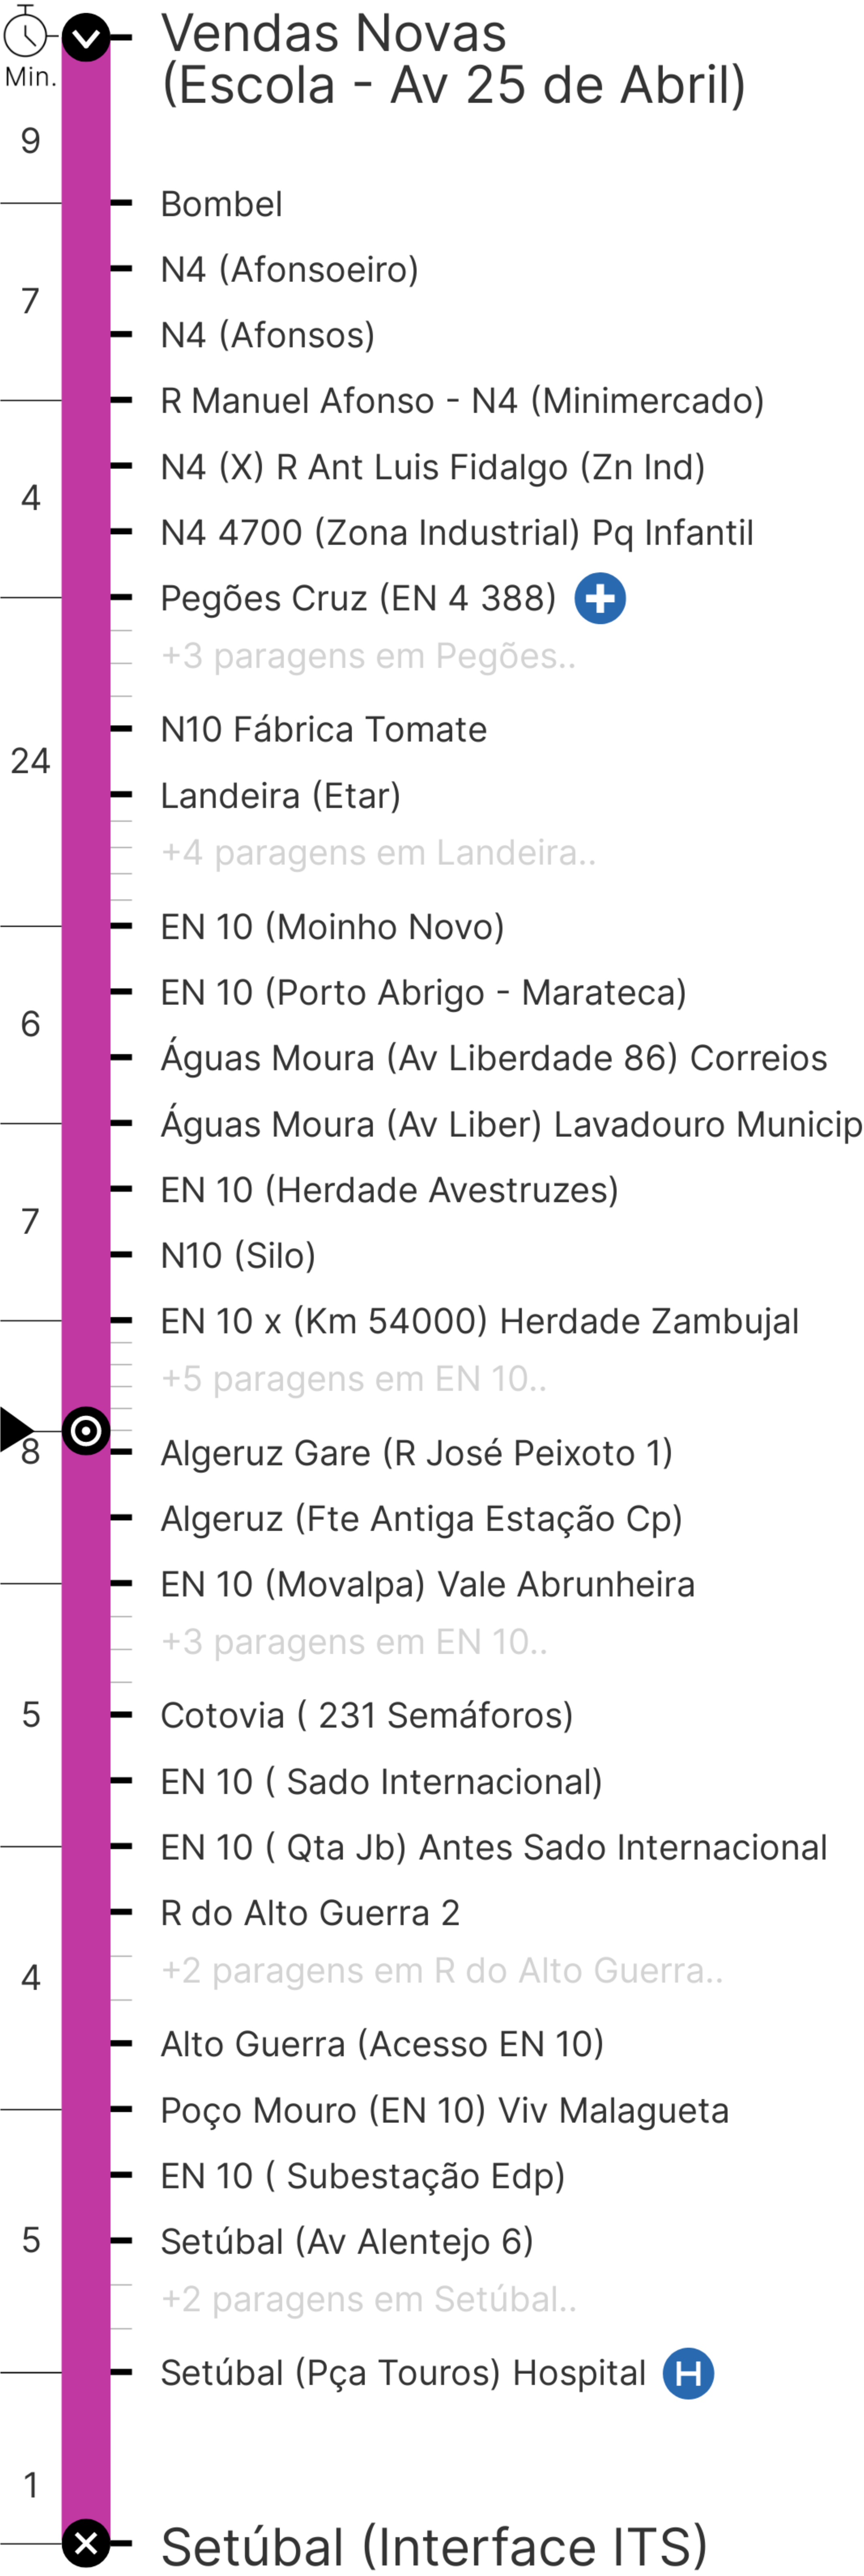 Vendas Novas
(Escola - Av 25 de Abril)
Min.
9
Bombel
N4 (Afonsoeiro)
7
N4 (Afonsos)
R Manuel Afonso - N4 (Minimercado)
N4 (X) R Ant Luis Fidalgo (Zn Ind)
4
N4 4700 (Zona Industrial) Pq Infantil
Pegões Cruz (EN 4 388)
+3 paragens em Pegões..
N10 Fábrica Tomate
24
Landeira (Etar)
+4 paragens em Landeira..
EN 10 (Moinho Novo)
EN 10 (Porto Abrigo - Marateca)
6
Águas Moura (Av Liberdade 86) Correios
Águas Moura (Av Liber) Lavadouro Municip
EN 10 (Herdade Avestruzes)
7
N10 (Silo)
EN 10 x (Km 54000) Herdade Zambujal
+5 paragens em EN 10..
8
Algeruz Gare (R José Peixoto 1)
Algeruz (Fte Antiga Estação Cp)
EN 10 (Movalpa) Vale Abrunheira
+3 paragens em EN 10..
5
Cotovia ( 231 Semáforos)
EN 10 ( Sado Internacional)
EN 10 ( Qta Jb) Antes Sado Internacional
R do Alto Guerra 2
+2 paragens em R do Alto Guerra..
4
Alto Guerra (Acesso EN 10)
Poço Mouro (EN 10) Viv Malagueta
EN 10 ( Subestação Edp)
5
Setúbal (Av Alentejo 6)
+2 paragens em Setúbal..
Setúbal (Pça Touros) Hospital H
1
Setúbal (Interface ITS)